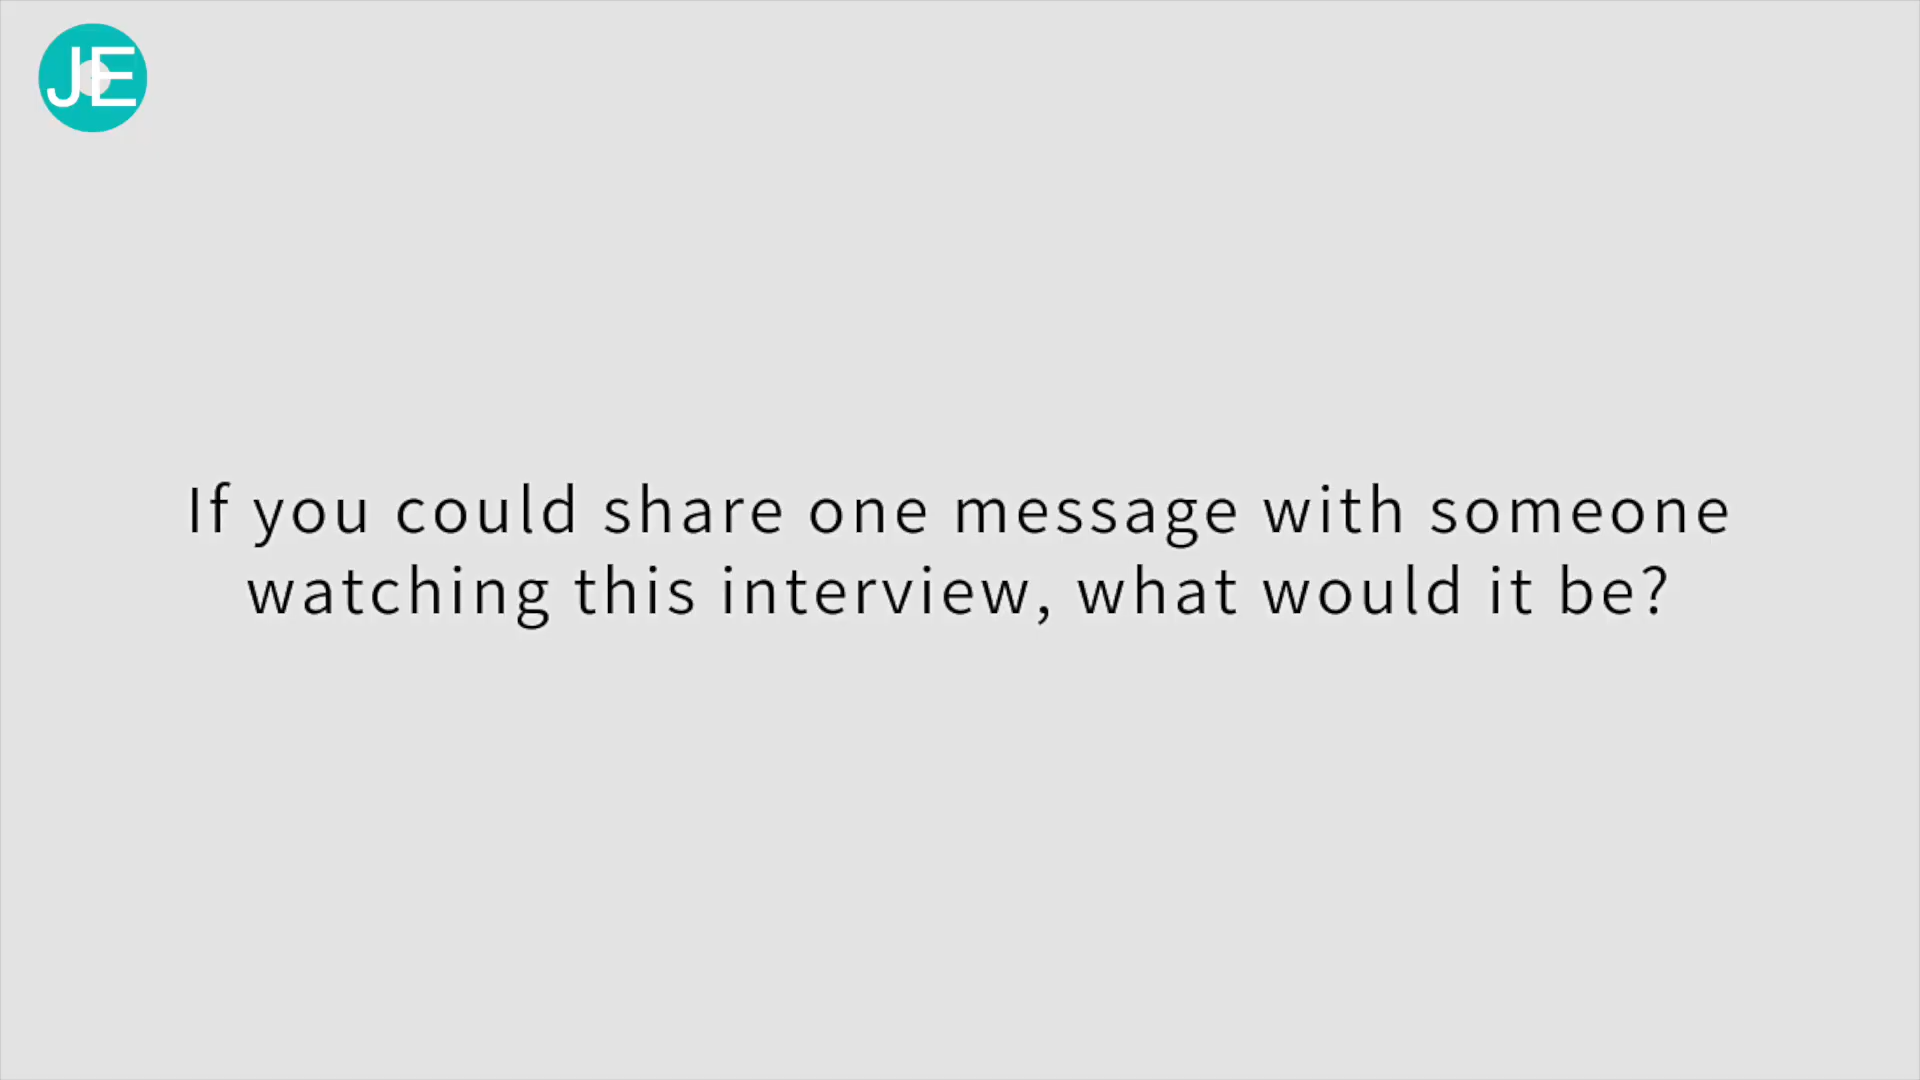 JE
If you could share one message with someone
watching this interview, what would it be?